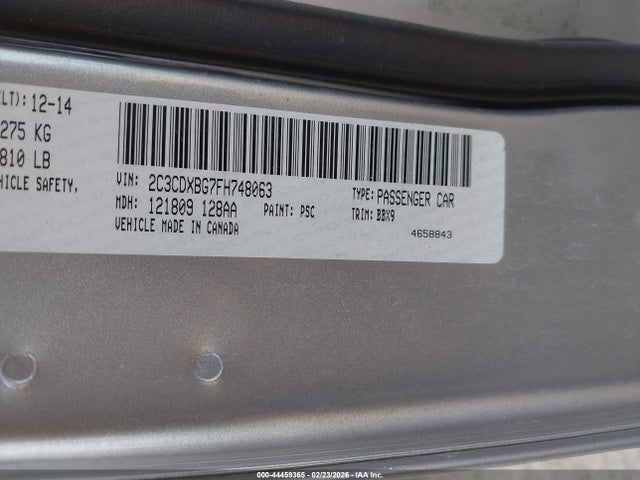 (LT): 12-14
275 KG
810 LB
HICLE SAFETY,
VIN: 2C3CDXBG7FH748063
TYPE: PASSENGER CAR
MDH: 121809 128AA
PAINT: PSC
TRIM: BBX9
VEHICLE MADE IN CANADA
4658843
000-44459365 - 02/23/2026 - IAA Inc.